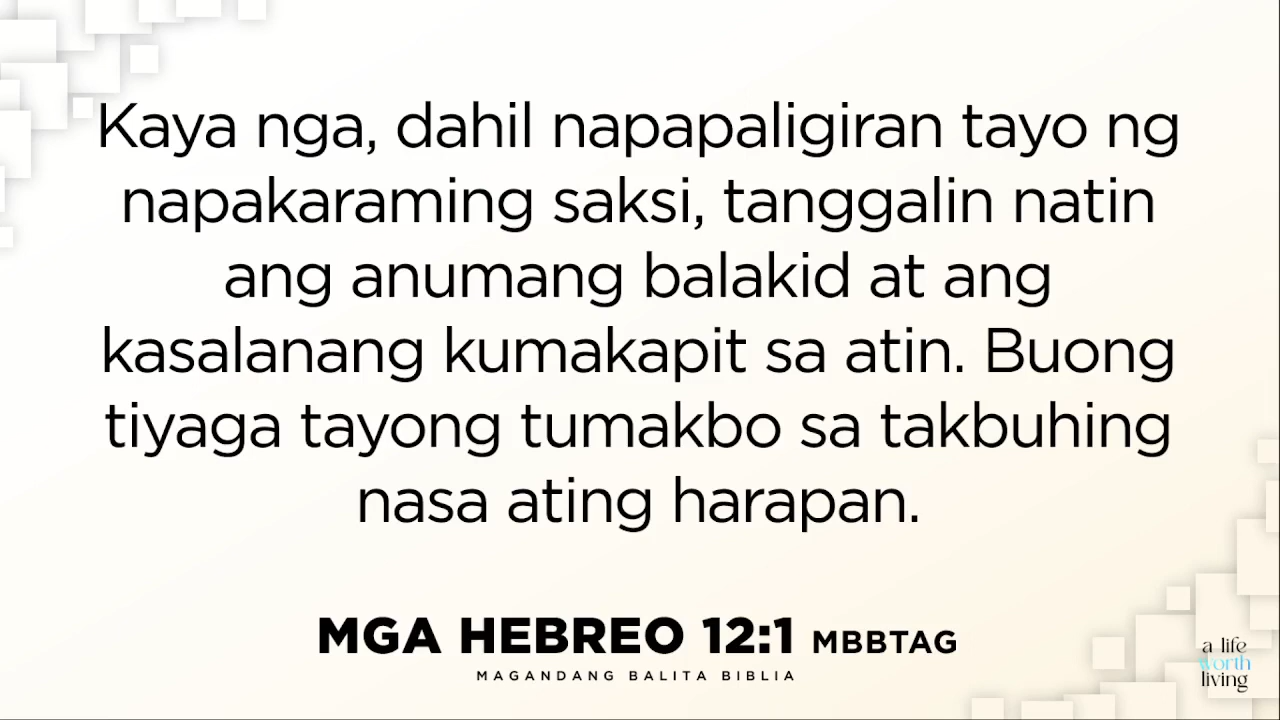 Kaya nga, dahil napapaligiran tayo ng
napakaraming saksi, tanggalin natin
ang anumang balakid at ang
kasalanang kumakapit sa atin. Buong
tiyaga tayong tumakbo sa takbuhing
nasa ating harapan.
MGA HEBREO 12:1 MBBTAG
MAGANDANG BALITA BIBLIA
a life
worth
living